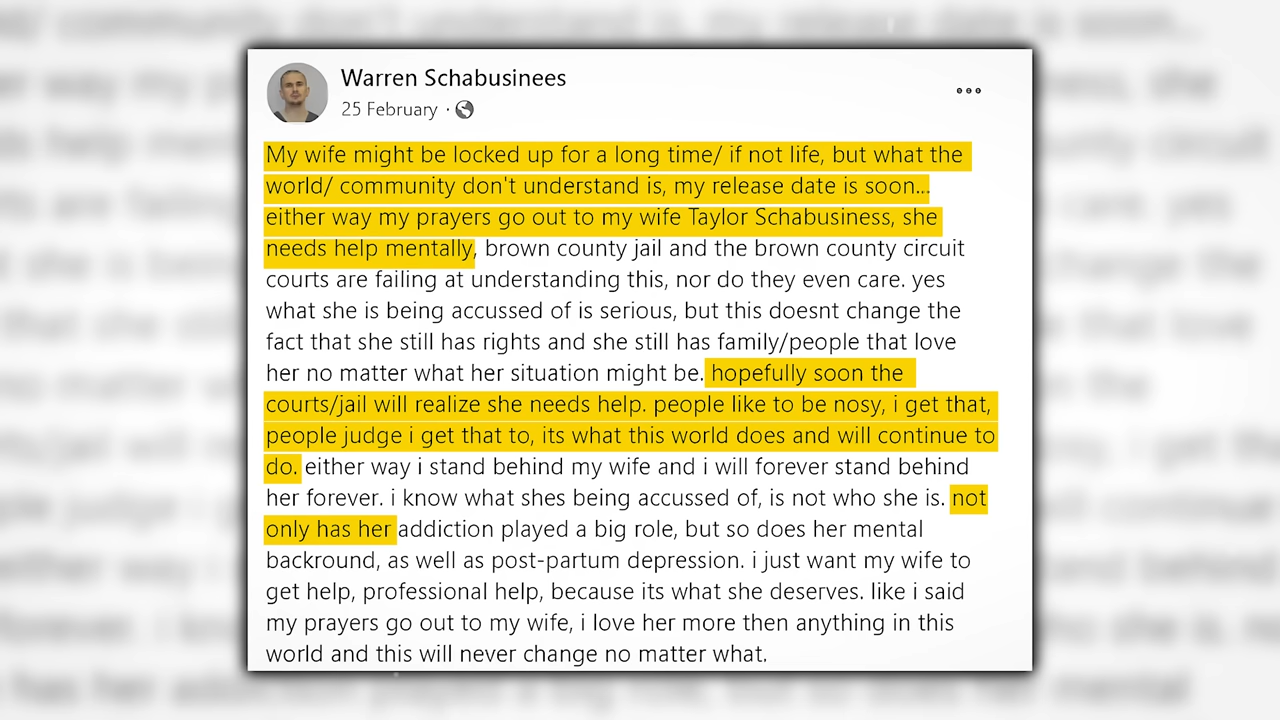 Warren Schabusinees
25 February ·
My wife might be locked up for a long time/ if not life, but what the
world/ community don't understand is, my release date is soon...
either way my prayers go out to my wife Taylor Schabusiness, she
needs help mentally, brown county jail and the brown county circuit
courts are failing at understanding this, nor do they even care. yes
what she is being accussed of is serious, but this doesnt change the
fact that she still has rights and she still has family/people that love
her no matter what her situation might be. hopefully soon the
courts/jail will realize she needs help. people like to be nosy, i get that,
people judge i get that to, its what this world does and will continue to
do. either way i stand behind my wife and i will forever stand behind
her forever. i know what shes being accussed of, is not who she is. not
only has her addiction played a big role, but so does her mental
backround, as well as post-partum depression. i just want my wife to
get help, professional help, because its what she deserves. like i said
my prayers go out to my wife, i love her more then anything in this
world and this will never change no matter what.